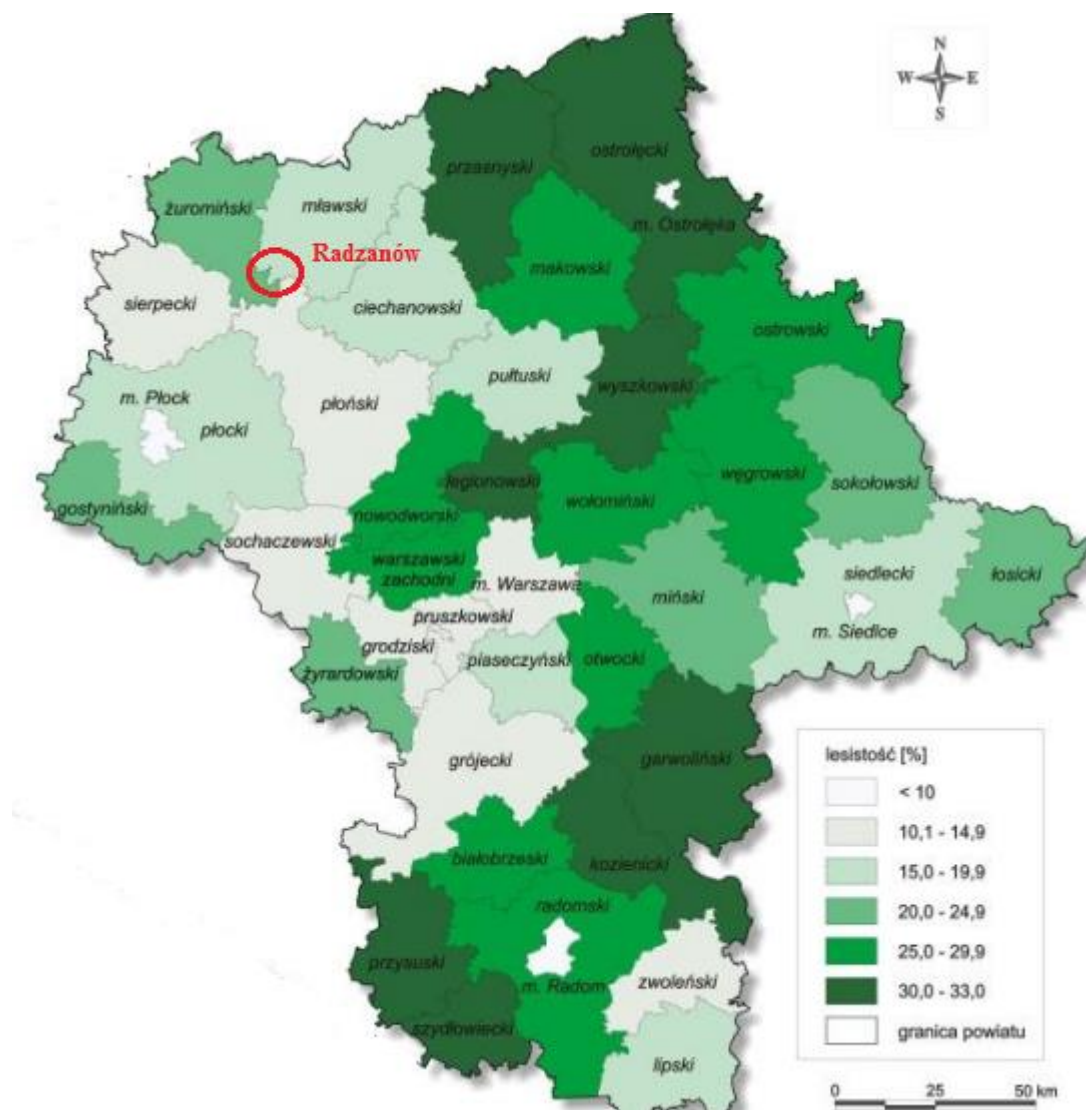 N
W E
S
ostrołęcki
przasnyski
m. Ostrołęka
żuromiński
mławski
Radzanów
makowski
sierpecki
ciechanowski
ostrowski
pułtuski
wyszkowski
m. Płock
płoński
płocki
węgrowski
sokołowski
legionowski
wołomiński
gostyniński
nowodworski
sochaczewski
warszawski
zachodni
m. Warszawa
siedlecki
łosicki
miński
pruszkowski
m. Siedlce
grodziski
piaseczyński
otwocki
żyrardowski
grójecki
garwoliński
białobrzeski
kozienicki
radomski
przysuski
m. Radom
zwoleński
szydłowiecki
lipski
lesistość [%]
< 10
10,1 - 14,9
15,0 - 19,9
20,0 - 24,9
25,0 - 29,9
30,0 - 33,0
granica powiatu
0 25 50 km